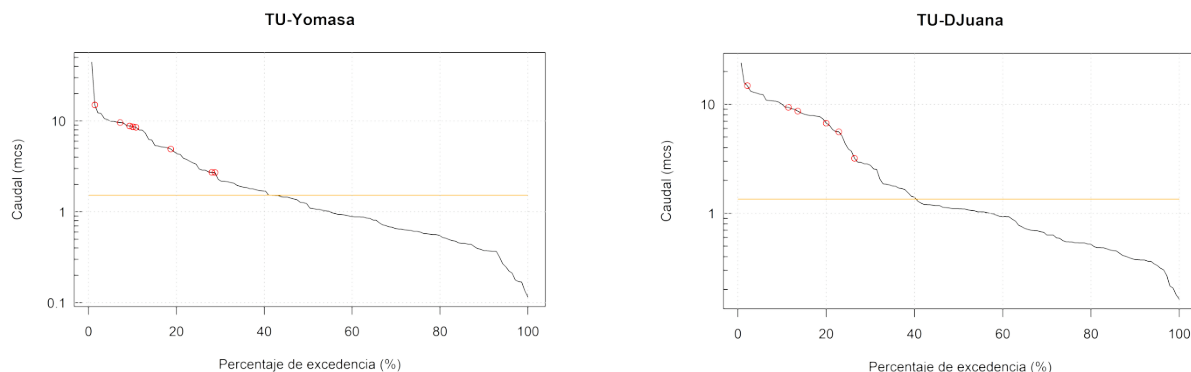 TU-Yomasa
Caudal (mcs)
10
1
0.1
0 20 40 60 80 100
Percentaje de excedencia (%)
TU-DJuana
Caudal (mcs)
10
1
0 20 40 60 80 100
Percentaje de excedencia (%)